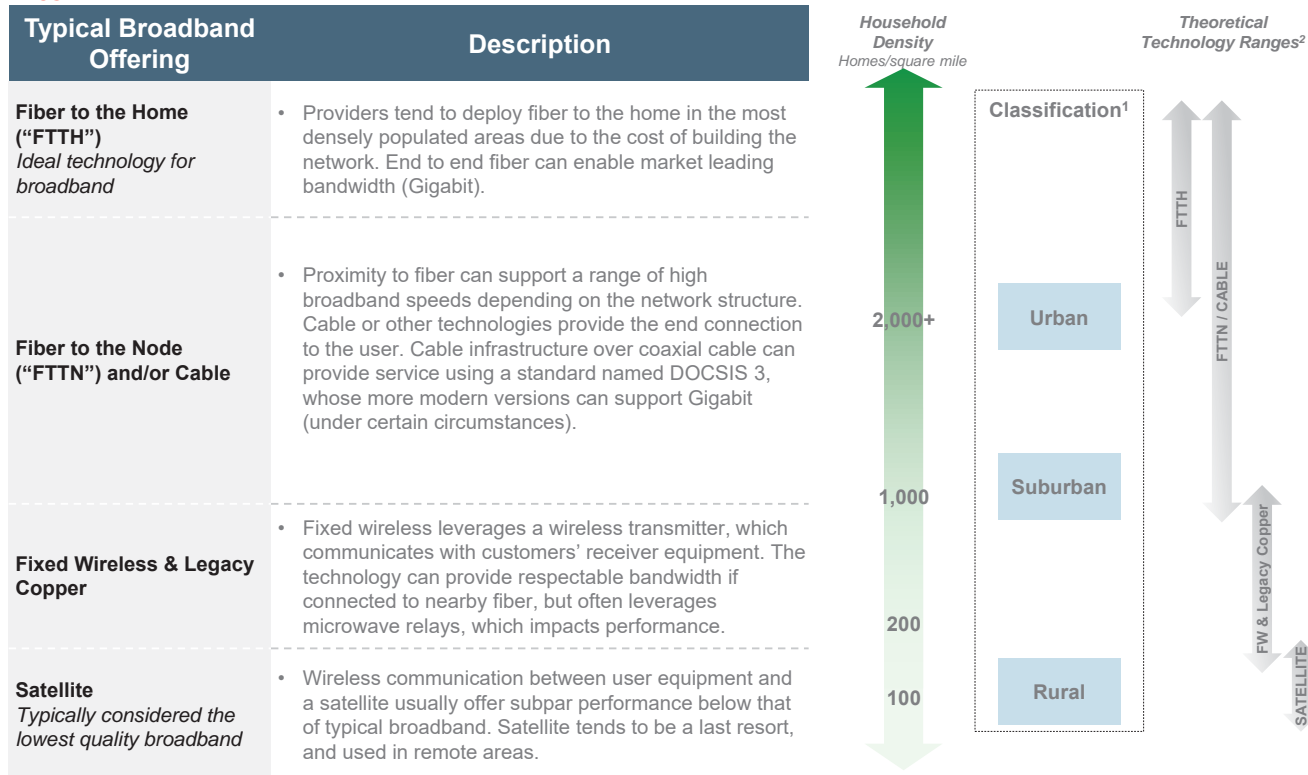 Typical Broadband
Offering
Description
Fiber to the Home
(“FTTH”)
Ideal technology for
broadband
• Providers tend to deploy fiber to the home in the most
densely populated areas due to the cost of building the
network. End to end fiber can enable market leading
bandwidth (Gigabit).
Fiber to the Node
(“FTTN”) and/or Cable
• Proximity to fiber can support a range of high
broadband speeds depending on the network structure.
Cable or other technologies provide the end connection
to the user. Cable infrastructure over coaxial cable can
provide service using a standard named DOCSIS 3,
whose more modern versions can support Gigabit
(under certain circumstances).
Fixed Wireless & Legacy
Copper
• Fixed wireless leverages a wireless transmitter, which
communicates with customers’ receiver equipment. The
technology can provide respectable bandwidth if
connected to nearby fiber, but often leverages
microwave relays, which impacts performance.
Satellite
Typically considered the
lowest quality broadband
• Wireless communication between user equipment and
a satellite usually offer subpar performance below that
of typical broadband. Satellite tends to be a last resort,
and used in remote areas.
Household
Density
Homes/square mile
2,000+
1,000
200
100
Classification¹
Urban
Suburban
Rural
Theoretical
Technology Ranges²
FTTH
FTTN / CABLE
FW & Legacy Copper
SATELLITE